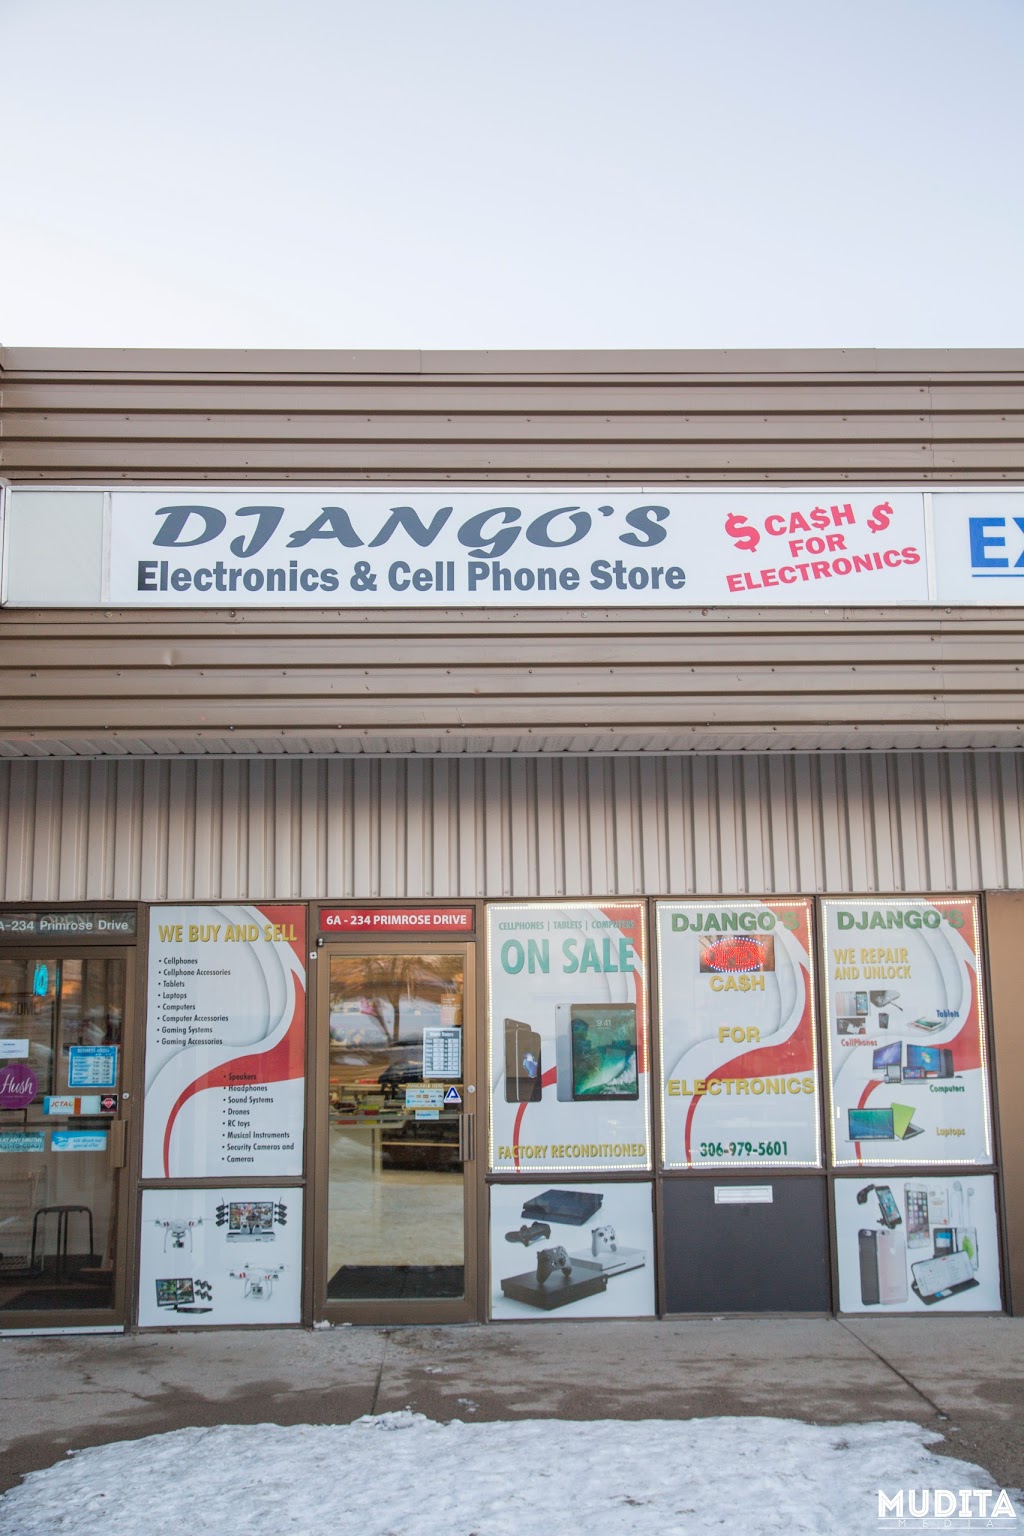 DJANGO'S
Electronics & Cell Phone Store
$ CA$H $
FOR
ELECTRONICS
EX
A-234 Primrose Drive
Hush
WE BUY AND SELL
• Cellphones
• Cellphone Accessories
• Tablets
• Laptops
• Computers
• Computer Accessories
• Gaming Systems
• Gaming Accessories
• Speakers
• Headphones
• Sound Systems
• Drones
• RC toys
• Musical Instruments
• Security Cameras and
• Cameras
6A - 234 PRIMROSE DRIVE
CELLPHONES | TABLETS | COMPUTERS
ON SALE
9:41
FACTORY RECONDITIONED
DJANGO'S
CA$H
FOR
ELECTRONICS
306-979-5601
DJANGO'S
WE REPAIR
AND UNLOCK
Tablets
CellPhones
Computers
Laptops
MUDITA
MEDIA